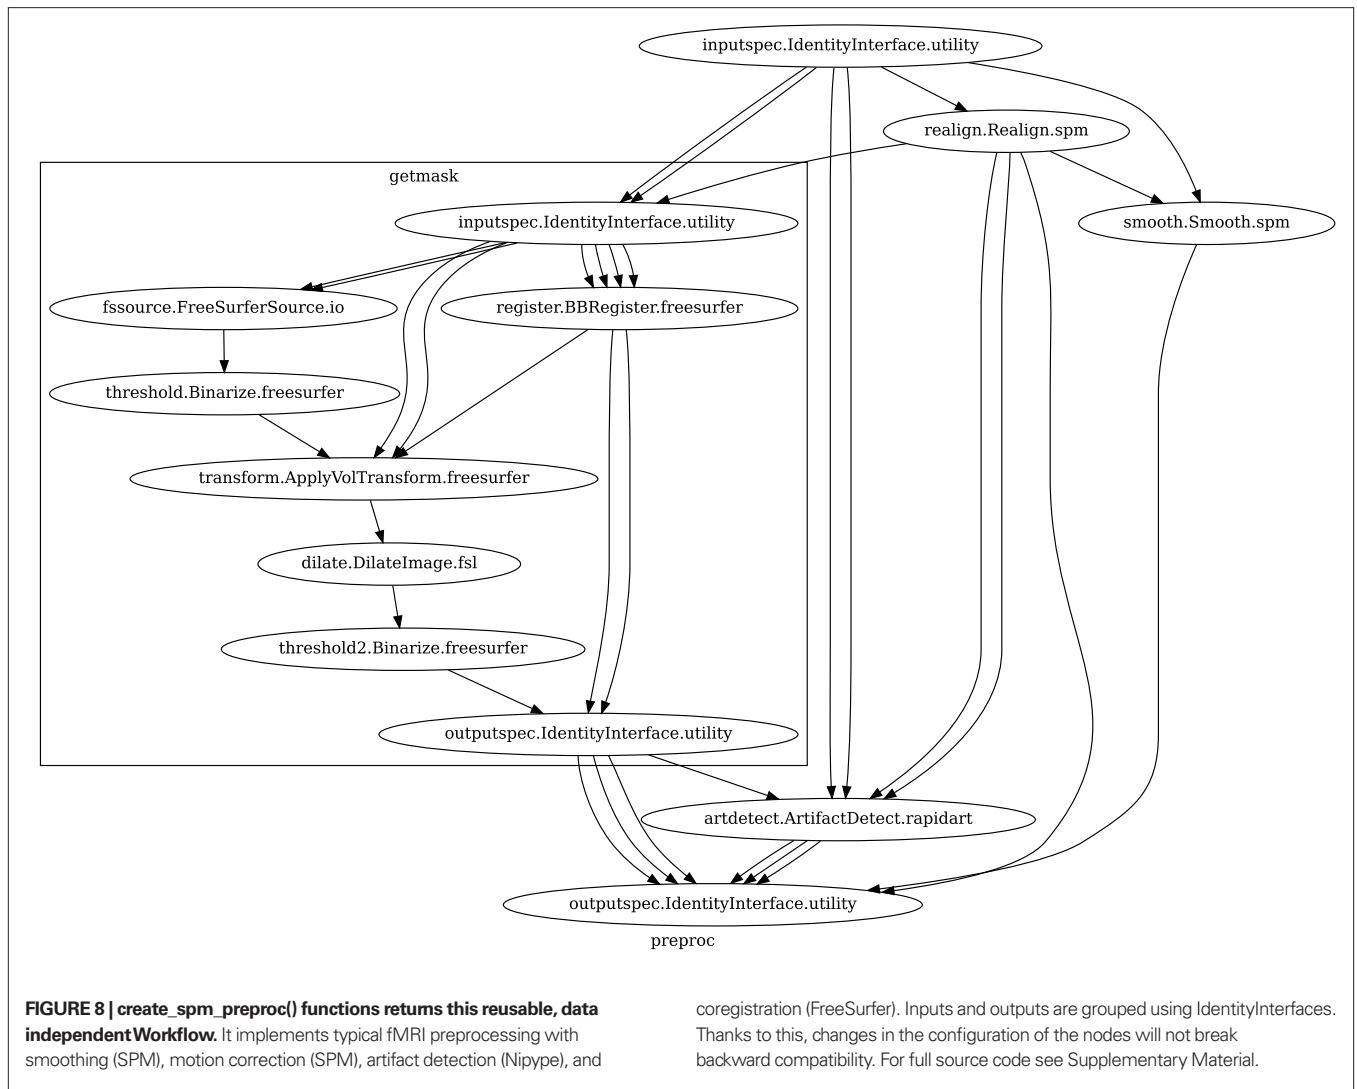 inputspec.IdentityInterface.utility
realign.Realign.spm
getmask
inputspec.IdentityInterface.utility
smooth.Smooth.spm
fssource.FreeSurferSource.io
register.BBRegister.freesurfer
threshold.Binarize.freesurfer
transform.ApplyVolTransform.freesurfer
dilate.DilateImage.fsl
threshold2.Binarize.freesurfer
outputspec.IdentityInterface.utility
artdetect.ArtifactDetect.rapidart
outputspec.IdentityInterface.utility
preproc
FIGURE 8 | create_spm_preproc() functions returns this reusable, data
independent Workflow. It implements typical fMRI preprocessing with
smoothing (SPM), motion correction (SPM), artifact detection (Nipype), and
coregistration (FreeSurfer). Inputs and outputs are grouped using IdentityInterfaces.
Thanks to this, changes in the configuration of the nodes will not break
backward compatibility. For full source code see Supplementary Material.